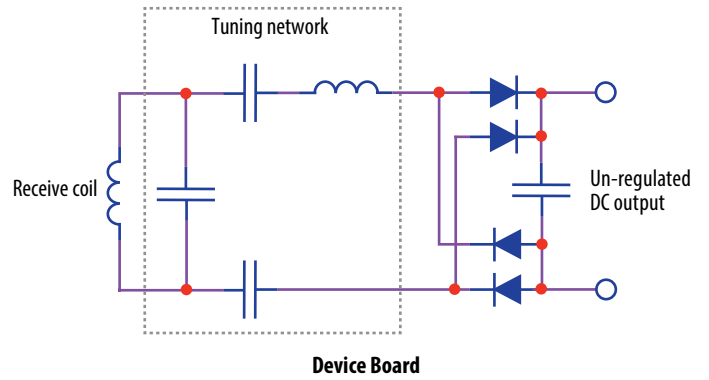 Tuning network
Receive coil
Un-regulated
DC output
Device Board